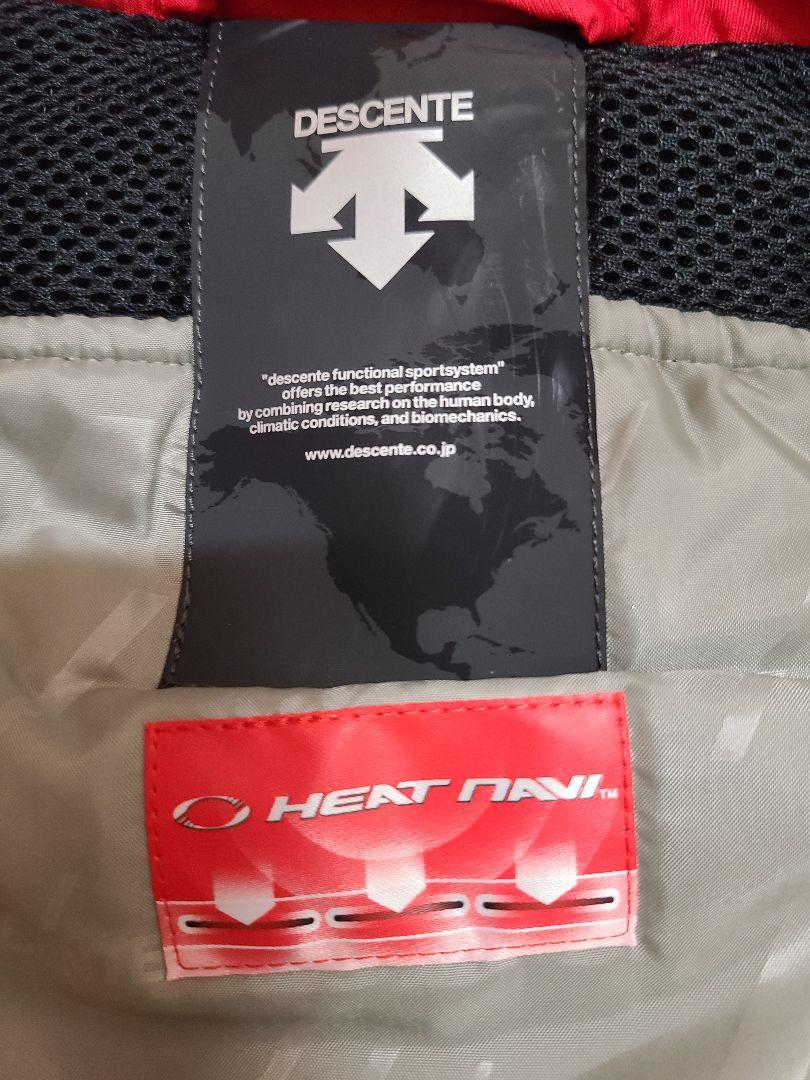 DESCENTE
"descente functional sportsystem"
offers the best performance
by combining research on the human body,
climatic conditions, and biomechanics.
www.descente.co.jp
HEAT NAVI™